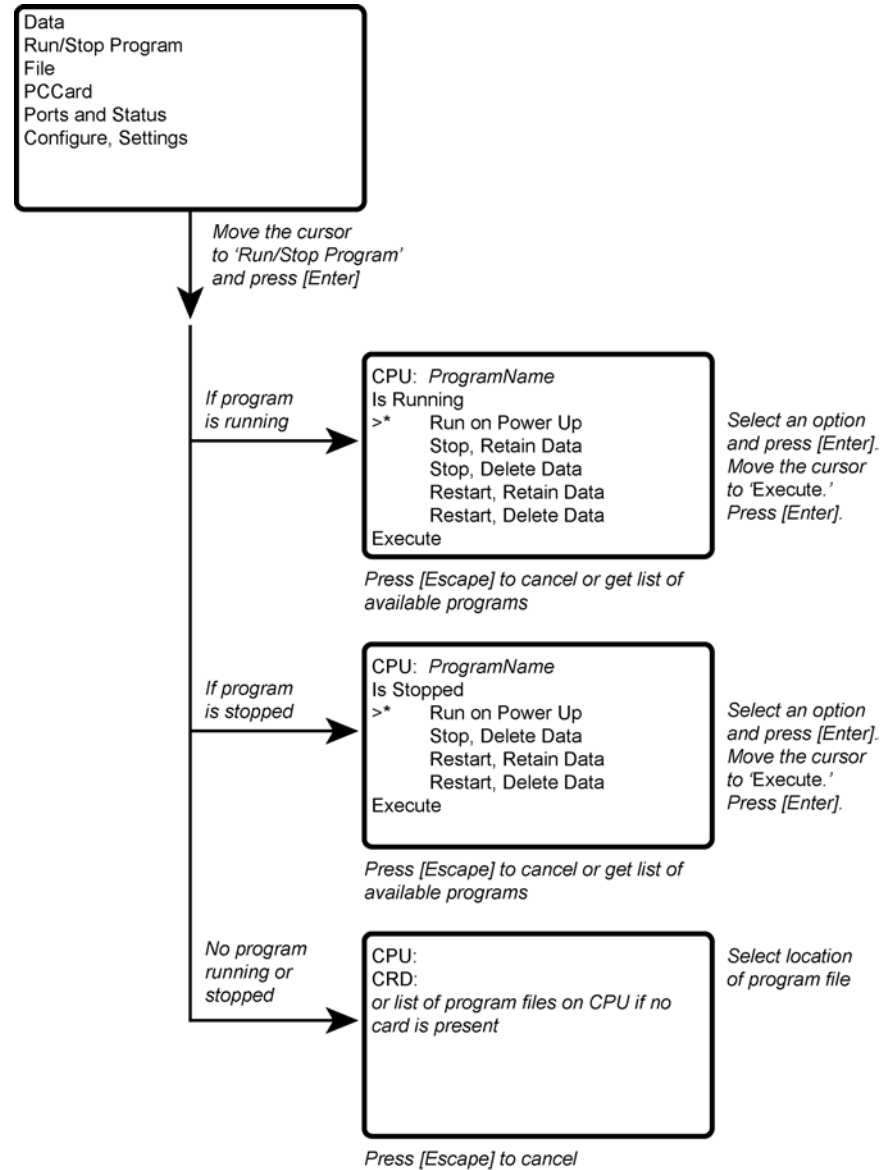 Data
Run/Stop Program
File
PCCard
Ports and Status
Configure, Settings
Move the cursor
to ‘Run/Stop Program’
and press [Enter]
If program
is running
CPU: ProgramName
Is Running
>* Run on Power Up
Stop, Retain Data
Stop, Delete Data
Restart, Retain Data
Restart, Delete Data
Execute
Select an option
and press [Enter]..
Move the cursor
to ‘Execute.’
Press [Enter].
Press [Escape] to cancel or get list of
available programs
If program
is stopped
CPU: ProgramName
Is Stopped
>* Run on Power Up
Stop, Delete Data
Restart, Retain Data
Restart, Delete Data
Execute
Select an option
and press [Enter]..
Move the cursor
to ‘Execute.’
Press [Enter].
Press [Escape] to cancel or get list of
available programs
No program
running or
stopped
CPU:
CRD:
or list of program files on CPU if no
card is present
Select location
of program file
Press [Escape] to cancel